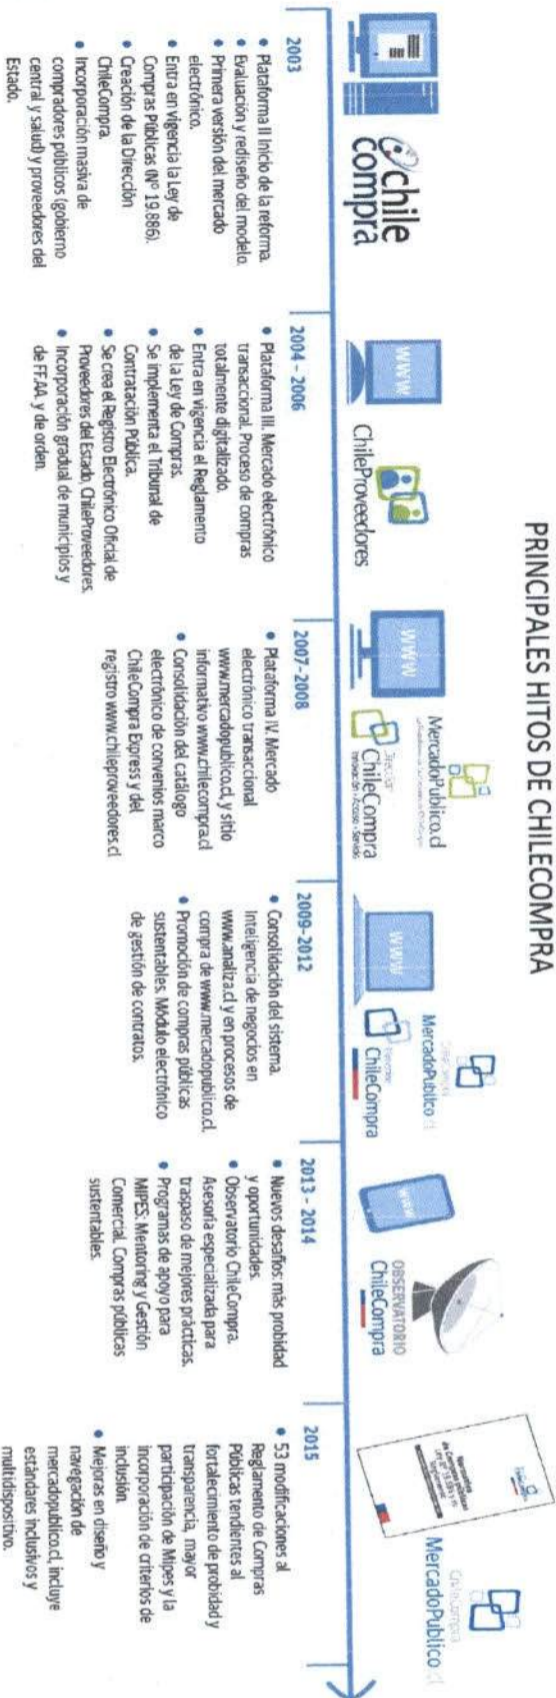 PRINCIPALES HITOS DE CHILECOMPRA
chile
compra
2003
• Plataforma II Inicio de la reforma.
• Evaluación y rediseño del modelo.
• Primera versión del mercado
electrónico.
• Entra en vigencia la Ley de
Compras Públicas (Nº 19.886).
• Creación de la Dirección
ChileCompra.
• Incorporación masiva de
compradores públicos (gobierno
central y salud) y proveedores del
Estado.
WWW
ChileProveedores
2004 - 2006
• Plataforma III. Mercado electrónico
transaccional. Proceso de compras
totalmente digitalizado.
• Entra en vigencia el Reglamento
de la Ley de Compras.
• Se implementa el Tribunal de
Contratación Pública.
• Se crea el Registro Electrónico Oficial de
Proveedores del Estado, ChileProveedores.
• Incorporación gradual de municipios y
de FF.AA. y de orden.
WWW
MercadoPublico.cl
Dirección
ChileCompra
Innovación • Acceso • Servicio
2007-2008
• Plataforma IV. Mercado
electrónico transaccional
www.mercadopublico.cl, y sitio
informativo www.chilecompra.cl
• Consolidación del catálogo
electrónico de convenios marco
ChileCompra Express y del
registro www.chileproveedores.cl
WWW
MercadoPublico.cl
ChileCompra
2009-2012
• Consolidación del sistema.
Inteligencia de negocios en
www.analiza.cl y en procesos de
compra de www.mercadopublico.cl.
• Promoción de compras públicas
sustentables. Módulo electrónico
de gestión de contratos.
WWW
OBSERVATORIO
ChileCompra
2013 - 2014
• Nuevos desafíos: más probidad
y oportunidades.
• Observatorio ChileCompra.
Asesoría especializada para
traspaso de mejores prácticas.
• Programas de apoyo para
MIPES: Mentoring y Gestión
Comercial. Compras públicas
sustentables.
ChileCompra
MercadoPublico.cl
2015
• 53 modificaciones al
Reglamento de Compras
Públicas tendientes al
fortalecimiento de probidad y
transparencia, mayor
participación de Mipes y la
incorporación de criterios de
inclusión.
• Mejoras en diseño y
navegación de
mercadopublico.cl, incluye
estándares inclusivos y
multidispositivo.